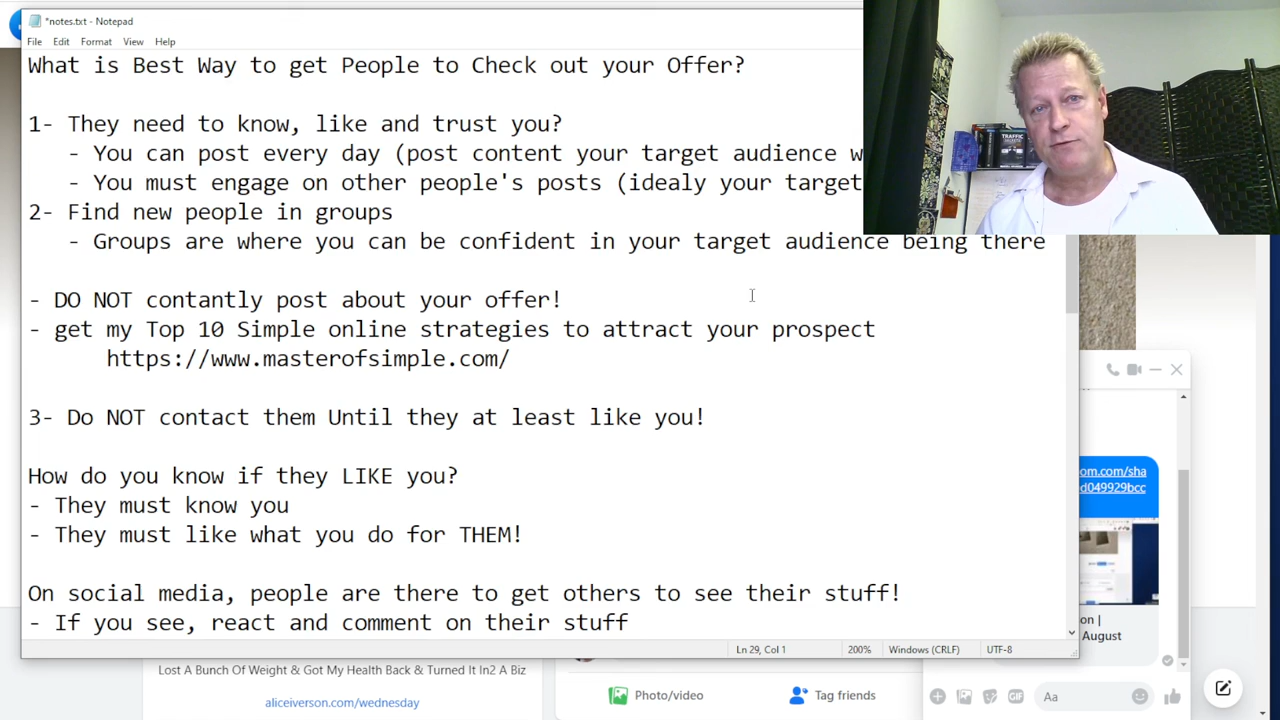 *notes.txt - Notepad
File Edit Format View Help
What is Best Way to get People to Check out your Offer?
1- They need to know, like and trust you?
- You can post every day (post content your target audience w
- You must engage on other people's posts (idealy your target
2- Find new people in groups
- Groups are where you can be confident in your target audience being there
- DO NOT contantly post about your offer!
- get my Top 10 Simple online strategies to attract your prospect
https://www.masterofsimple.com/
3- Do NOT contact them Until they at least like you!
How do you know if they LIKE you?
- They must know you
- They must like what you do for THEM!
On social media, people are there to get others to see their stuff!
- If you see, react and comment on their stuff
Ln 29, Col 1 200% Windows (CRLF) UTF-8
TRAFFIC
om.com/sha
d049929bcc
on |
August
Lost A Bunch Of Weight & Got My Health Back & Turned It In2 A Biz
aliceiverson.com/wednesday
Photo/video
Tag friends
GIF
Aa